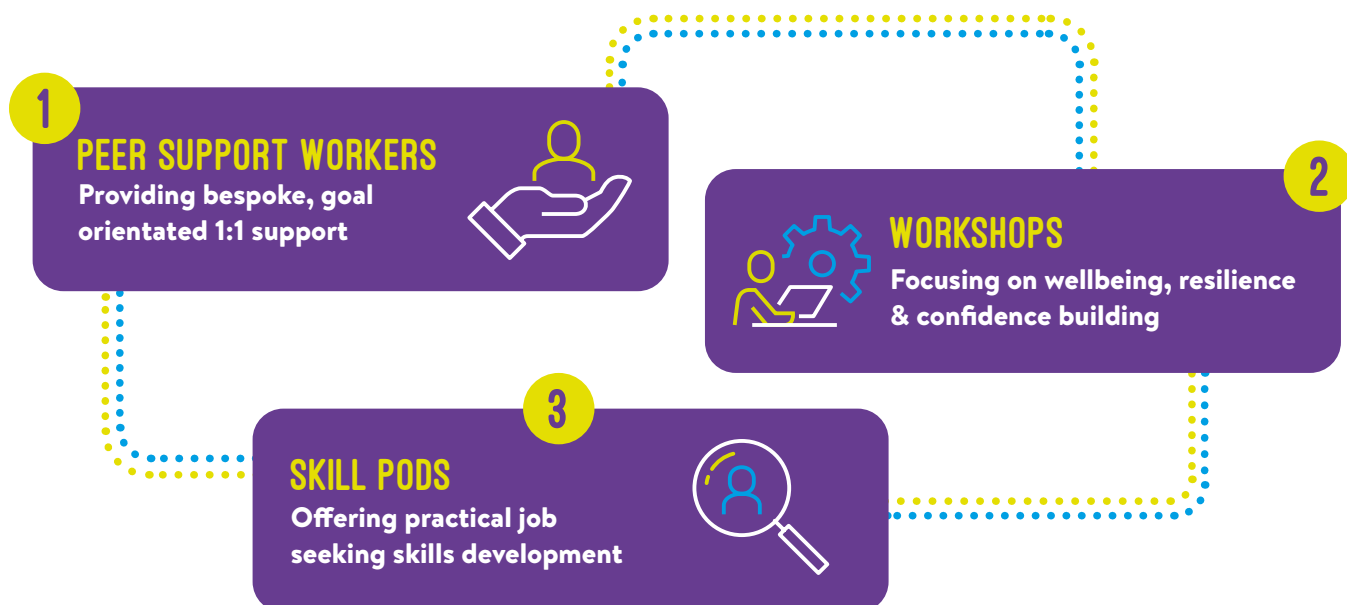 1
PEER SUPPORT WORKERS
Providing bespoke, goal
orientated 1:1 support
2
WORKSHOPS
Focusing on wellbeing, resilience
& confidence building
3
SKILL PODS
Offering practical job
seeking skills development